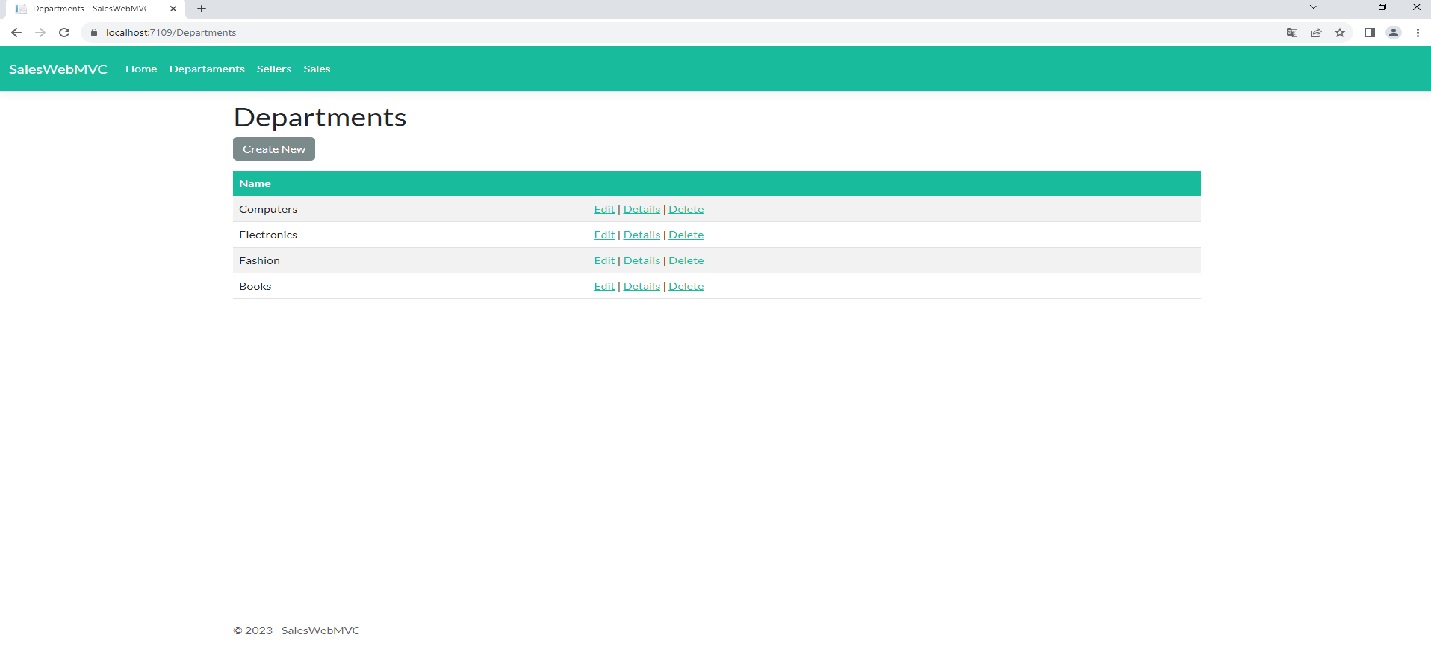 Departments - SalesWebMVC
localhost:7109/Departments
SalesWebMVC Home Departaments Sellers Sales
Departments
Create New
Name
Computers Edit | Details | Delete
Electronics Edit | Details | Delete
Fashion Edit | Details | Delete
Books Edit | Details | Delete
© 2023 - SalesWebMVC